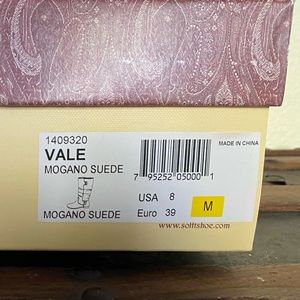 1409320
VALE
MOGANO SUEDE
MADE IN CHINA
7 95252 05000 1
MOGANO SUEDE
USA 8
Euro 39
M
www.softtshoe.com